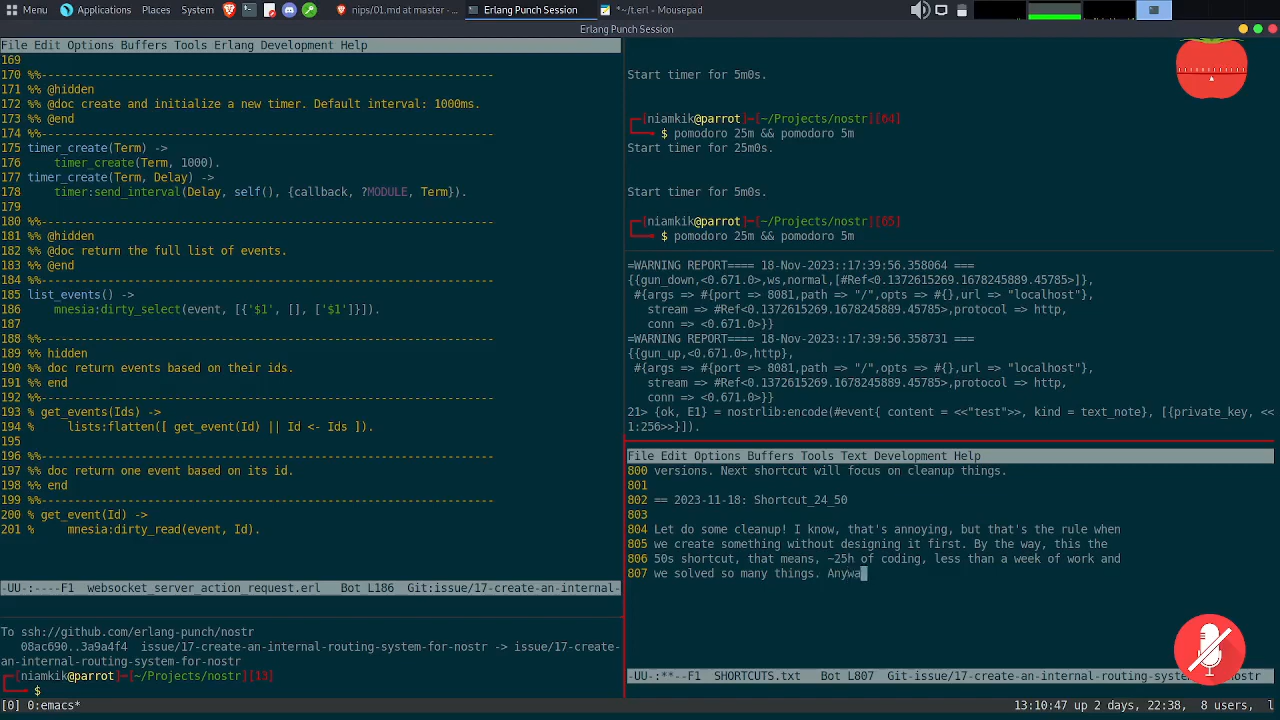 Menu Applications Places System nips/01.md at master - Erlang Punch Session *~/t.erl - Mousepad
Erlang Punch Session
File Edit Options Buffers Tools Erlang Development Help
169
170 %%--------------------------------------------------------------------
171 %% @hidden
172 %% @doc create and initialize a new timer. Default interval: 1000ms.
173 %% @end
174 %%--------------------------------------------------------------------
175 timer_create(Term) ->
176     timer_create(Term, 1000).
177 timer_create(Term, Delay) ->
178     timer:send_interval(Delay, self(), {callback, ?MODULE, Term}).
179
180 %%--------------------------------------------------------------------
181 %% @hidden
182 %% @doc return the full list of events.
183 %% @end
184 %%--------------------------------------------------------------------
185 list_events() ->
186     mnesia:dirty_select(event, [{'$1', [], ['$1']}]).
187
188 %%--------------------------------------------------------------------
189 %% hidden
190 %% doc return events based on their ids.
191 %% end
192 %%--------------------------------------------------------------------
193 % get_events(Ids) ->
194 %     lists:flatten([ get_event(Id) || Id <- Ids ]).
195
196 %%--------------------------------------------------------------------
197 %% doc return one event based on its id.
198 %% end
199 %%--------------------------------------------------------------------
200 % get_event(Id) ->
201 %     mnesia:dirty_read(event, Id).
-UU-:----F1  websocket_server_action_request.erl   Bot L186  Git:issue/17-create-an-internal-
To ssh://github.com/erlang-punch/nostr
   08ac690..3a9a4f4  issue/17-create-an-internal-routing-system-for-nostr -> issue/17-create-
an-internal-routing-system-for-nostr
[niamkik@parrot]-[~/Projects/nostr][13]
$
Start timer for 5m0s.
[niamkik@parrot]-[~/Projects/nostr][64]
$ pomodoro 25m && pomodoro 5m
Start timer for 25m0s.
Start timer for 5m0s.
[niamkik@parrot]-[~/Projects/nostr][65]
$ pomodoro 25m && pomodoro 5m
=WARNING REPORT==== 18-Nov-2023::17:39:56.358064 ===
{{gun_down,<0.671.0>,ws,normal,[#Ref<0.1372615269.1678245889.45785>]},
 #{args => #{port => 8081,path => "/",opts => #{},url => "localhost"},
   stream => #Ref<0.1372615269.1678245889.45785>,protocol => http,
   conn => <0.671.0>}}
=WARNING REPORT==== 18-Nov-2023::17:39:56.358731 ===
{{gun_up,<0.671.0>,http},
 #{args => #{port => 8081,path => "/",opts => #{},url => "localhost"},
   stream => #Ref<0.1372615269.1678245889.45785>,protocol => http,
   conn => <0.671.0>}}
21> {ok, E1} = nostrlib:encode(#event{ content = <<"test">>, kind = text_note}, [{private_key, <<
1:256>>}]).
File Edit Options Buffers Tools Text Development Help
800 versions. Next shortcut will focus on cleanup things.
801
802 == 2023-11-18: Shortcut_24_50
803
804 Let do some cleanup! I know, that's annoying, but that's the rule when
805 we create something without designing it first. By the way, this the
806 50s shortcut, that means, ~25h of coding, less than a week of work and
807 we solved so many things. Anywa
-UU-:**--F1  SHORTCUTS.txt   Bot L807  Git-issue/17-create-an-internal-routing-syste nostr
[0] 0:emacs* 13:10:47 up 2 days, 22:38, 8 users, l